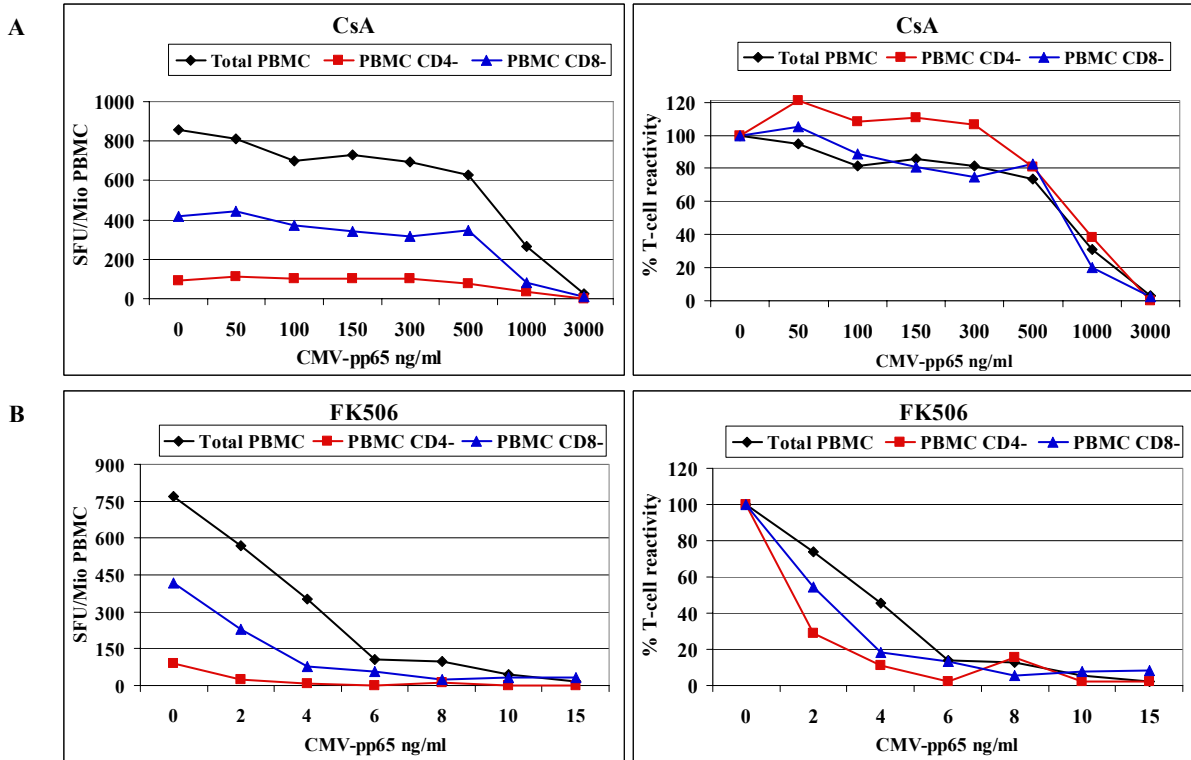 A
CsA
Total PBMC PBMC CD4- PBMC CD8-
SFU/Mio PBMC
1000
800
600
400
200
0
0 50 100 150 300 500 1000 3000
CMV-pp65 ng/ml
CsA
Total PBMC PBMC CD4- PBMC CD8-
% T-cell reactivity
120
100
80
60
40
20
0
0 50 100 150 300 500 1000 3000
CMV-pp65 ng/ml
B
FK506
Total PBMC PBMC CD4- PBMC CD8-
SFU/Mio PBMC
900
750
600
450
300
150
0
0 2 4 6 8 10 15
CMV-pp65 ng/ml
FK506
Total PBMC PBMC CD4- PBMC CD8-
% T-cell reactivity
120
100
80
60
40
20
0
0 2 4 6 8 10 15
CMV-pp65 ng/ml